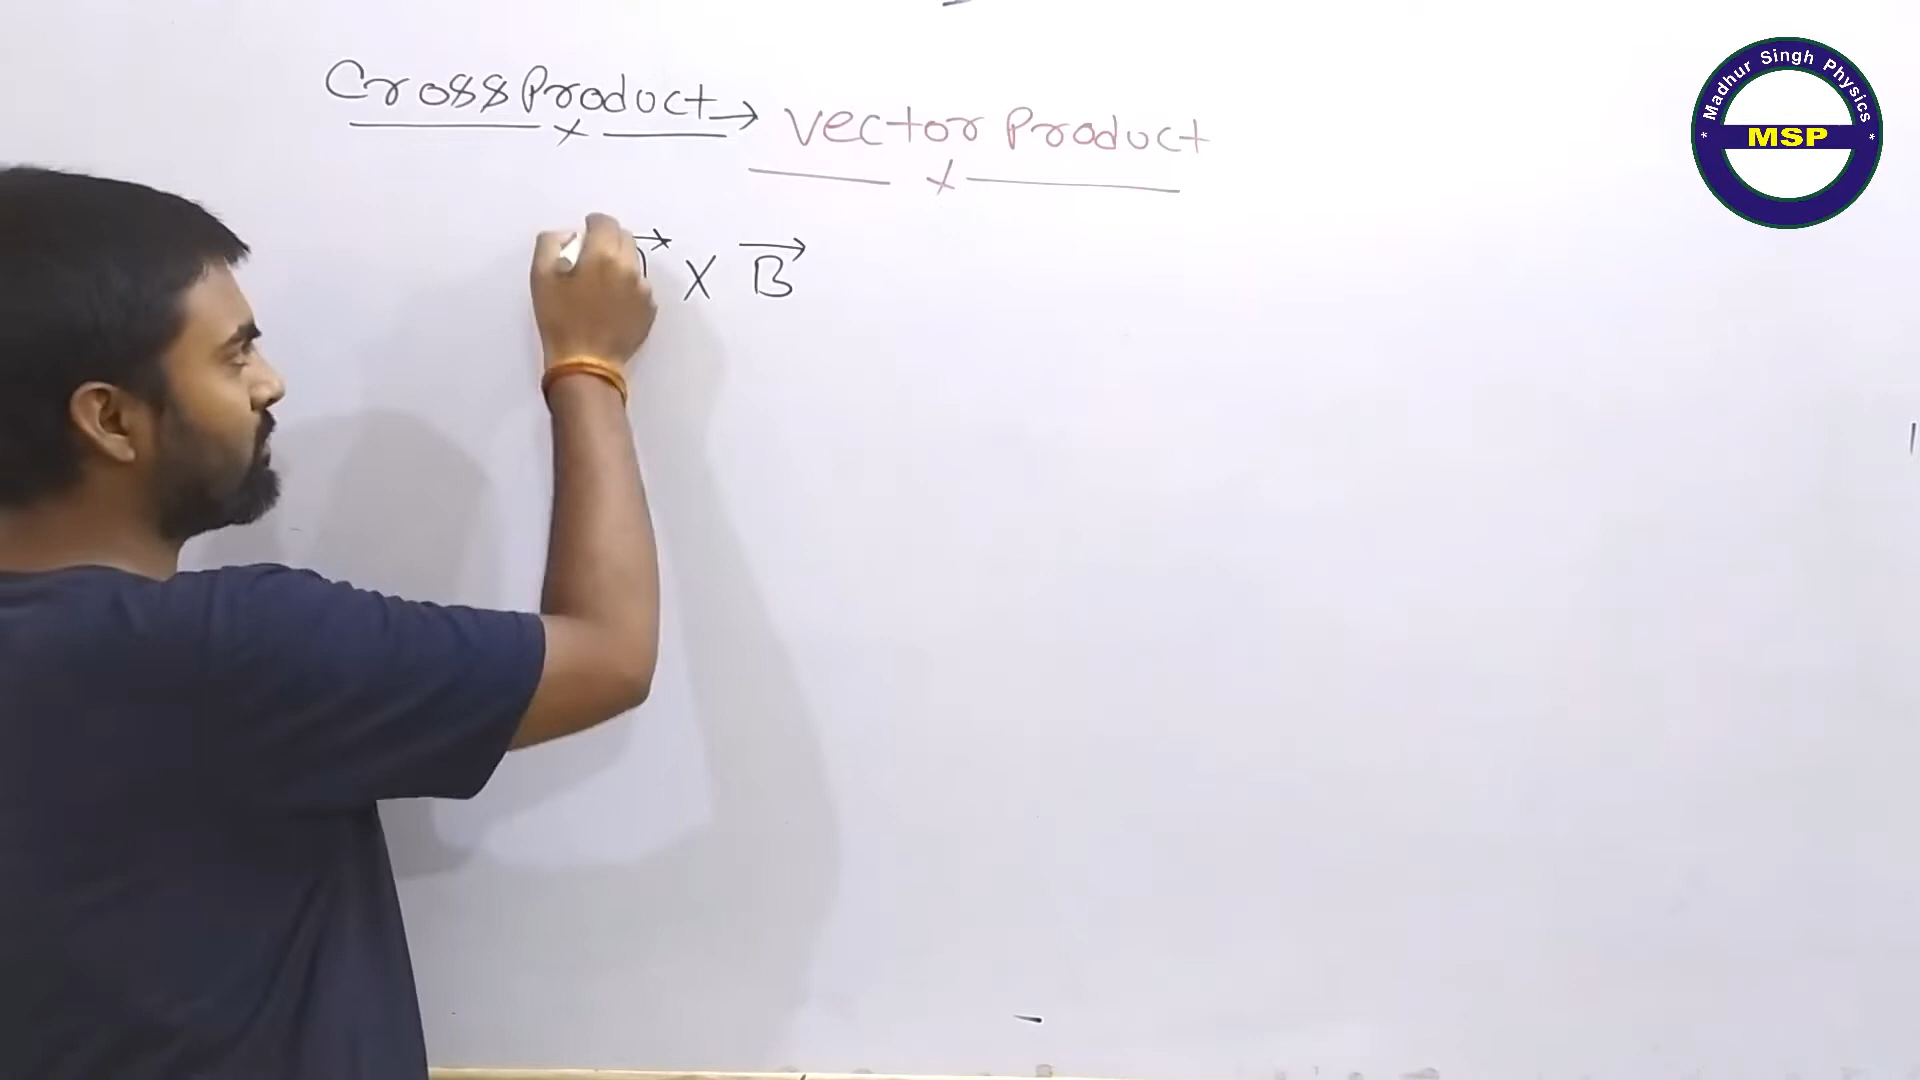 Cross Product → Vector Product
× B⃗
* Madhur Singh Physics *
MSP